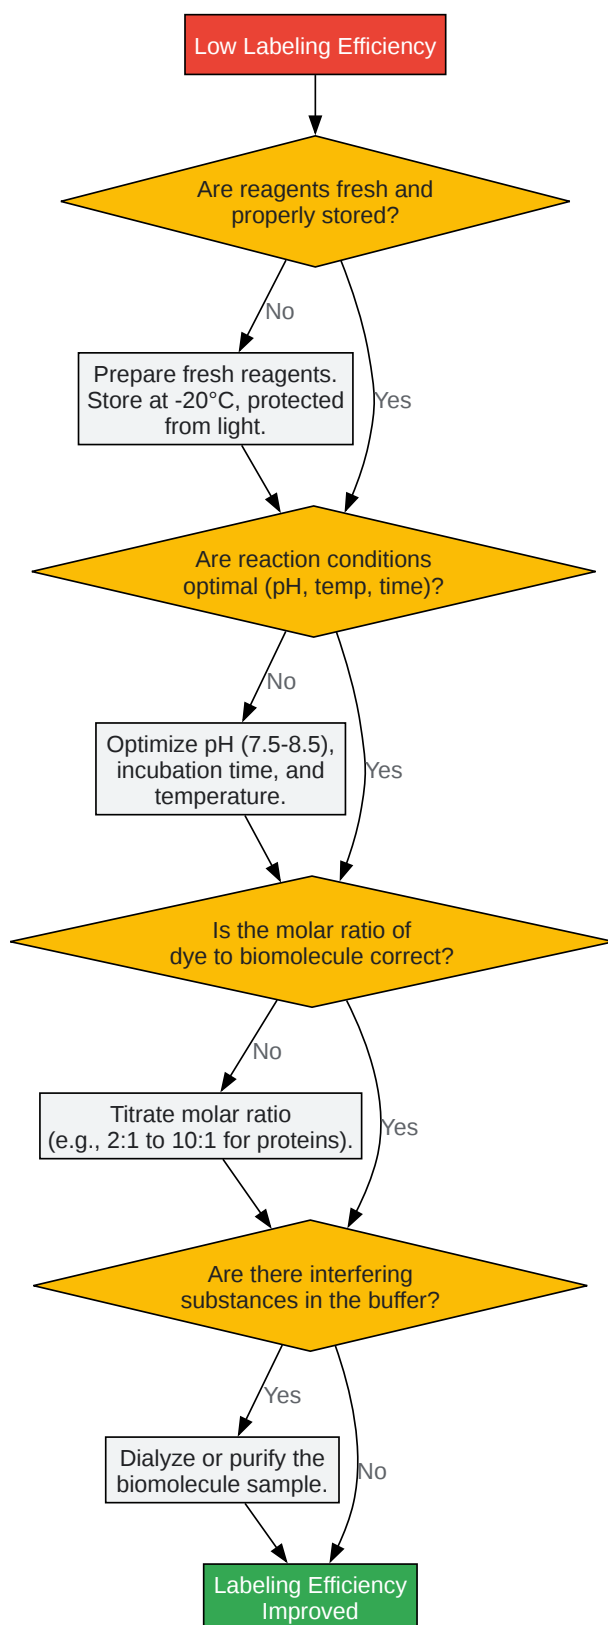 Low Labeling Efficiency
Are reagents fresh and
properly stored?
No
Yes
Prepare fresh reagents.
Store at -20°C, protected
from light.
Are reaction conditions
optimal (pH, temp, time)?
No
Yes
Optimize pH (7.5-8.5),
incubation time, and
temperature.
Is the molar ratio of
dye to biomolecule correct?
No
Yes
Titrate molar ratio
(e.g., 2:1 to 10:1 for proteins).
Are there interfering
substances in the buffer?
Yes
No
Dialyze or purify the
biomolecule sample.
Labeling Efficiency
Improved